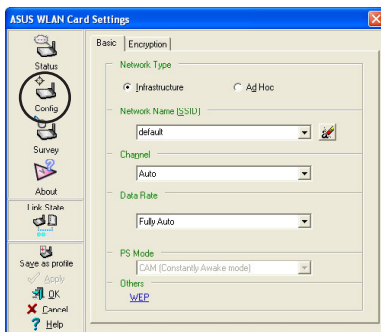 ASUS WLAN Card Settings
Status
Config
Survey
About
Link State
Save as profile
Apply
OK
Cancel
Help
Basic
Encryption
Network Type
Infrastructure
Ad Hoc
Network Name (SSID)
default
Channel
Auto
Data Rate
Fully Auto
PS Mode
CAM (Constantly Awake mode)
Others
WEP